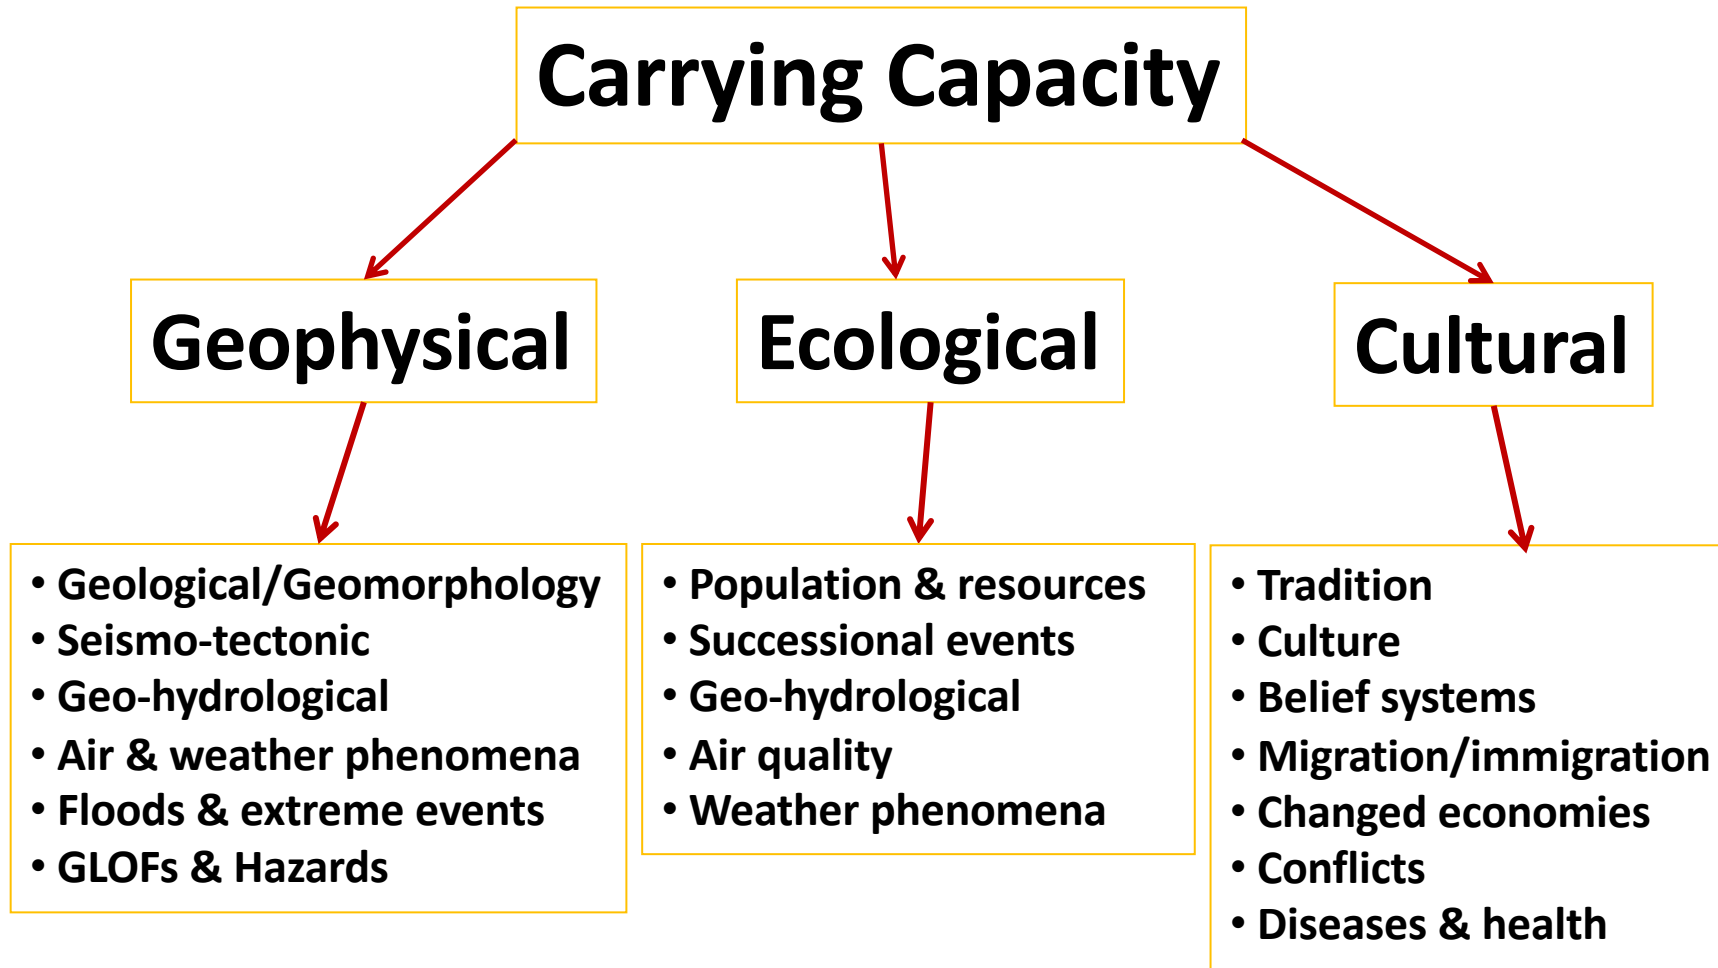 Carrying Capacity
Geophysical
Ecological
Cultural
• Geological/Geomorphology
• Seismo-tectonic
• Geo-hydrological
• Air & weather phenomena
• Floods & extreme events
• GLOFs & Hazards
• Population & resources
• Successional events
• Geo-hydrological
• Air quality
• Weather phenomena
• Tradition
• Culture
• Belief systems
• Migration/immigration
• Changed economies
• Conflicts
• Diseases & health